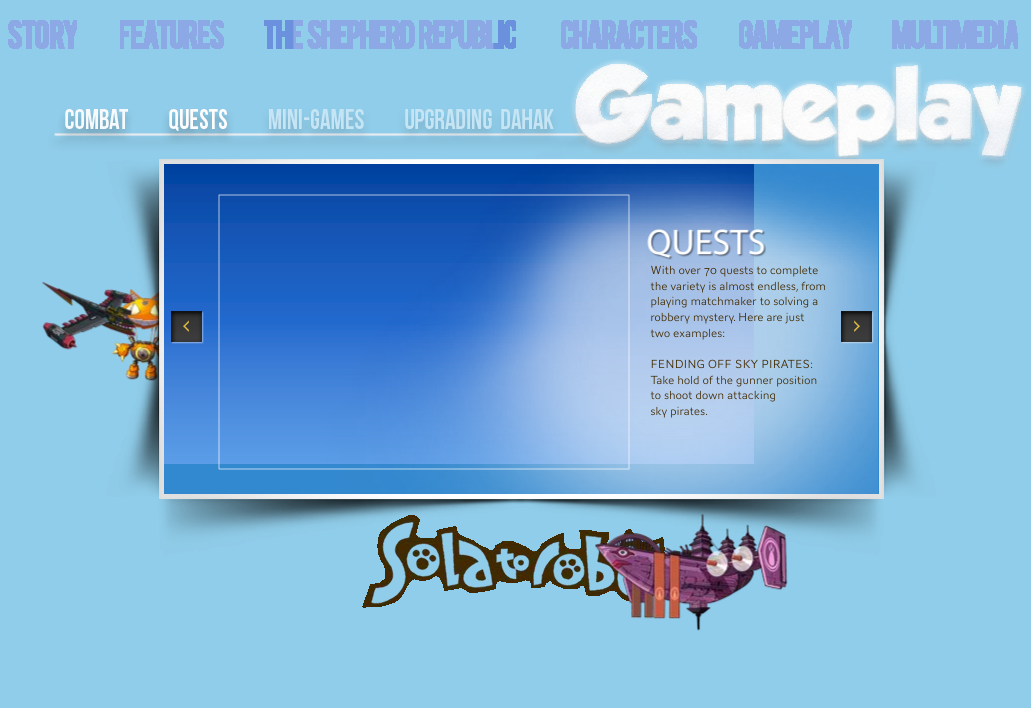 STORY FEATURES THE SHEPHERD REPUBLIC CHARACTERS GAMEPLAY MULTIMEDIA
Gameplay
COMBAT QUESTS MINI-GAMES UPGRADING DAHAK
QUESTS
With over 70 quests to complete
the variety is almost endless, from
playing matchmaker to solving a
robbery mystery. Here are just
two examples:
FENDING OFF SKY PIRATES:
Take hold of the gunner position
to shoot down attacking
sky pirates.
Solatorob